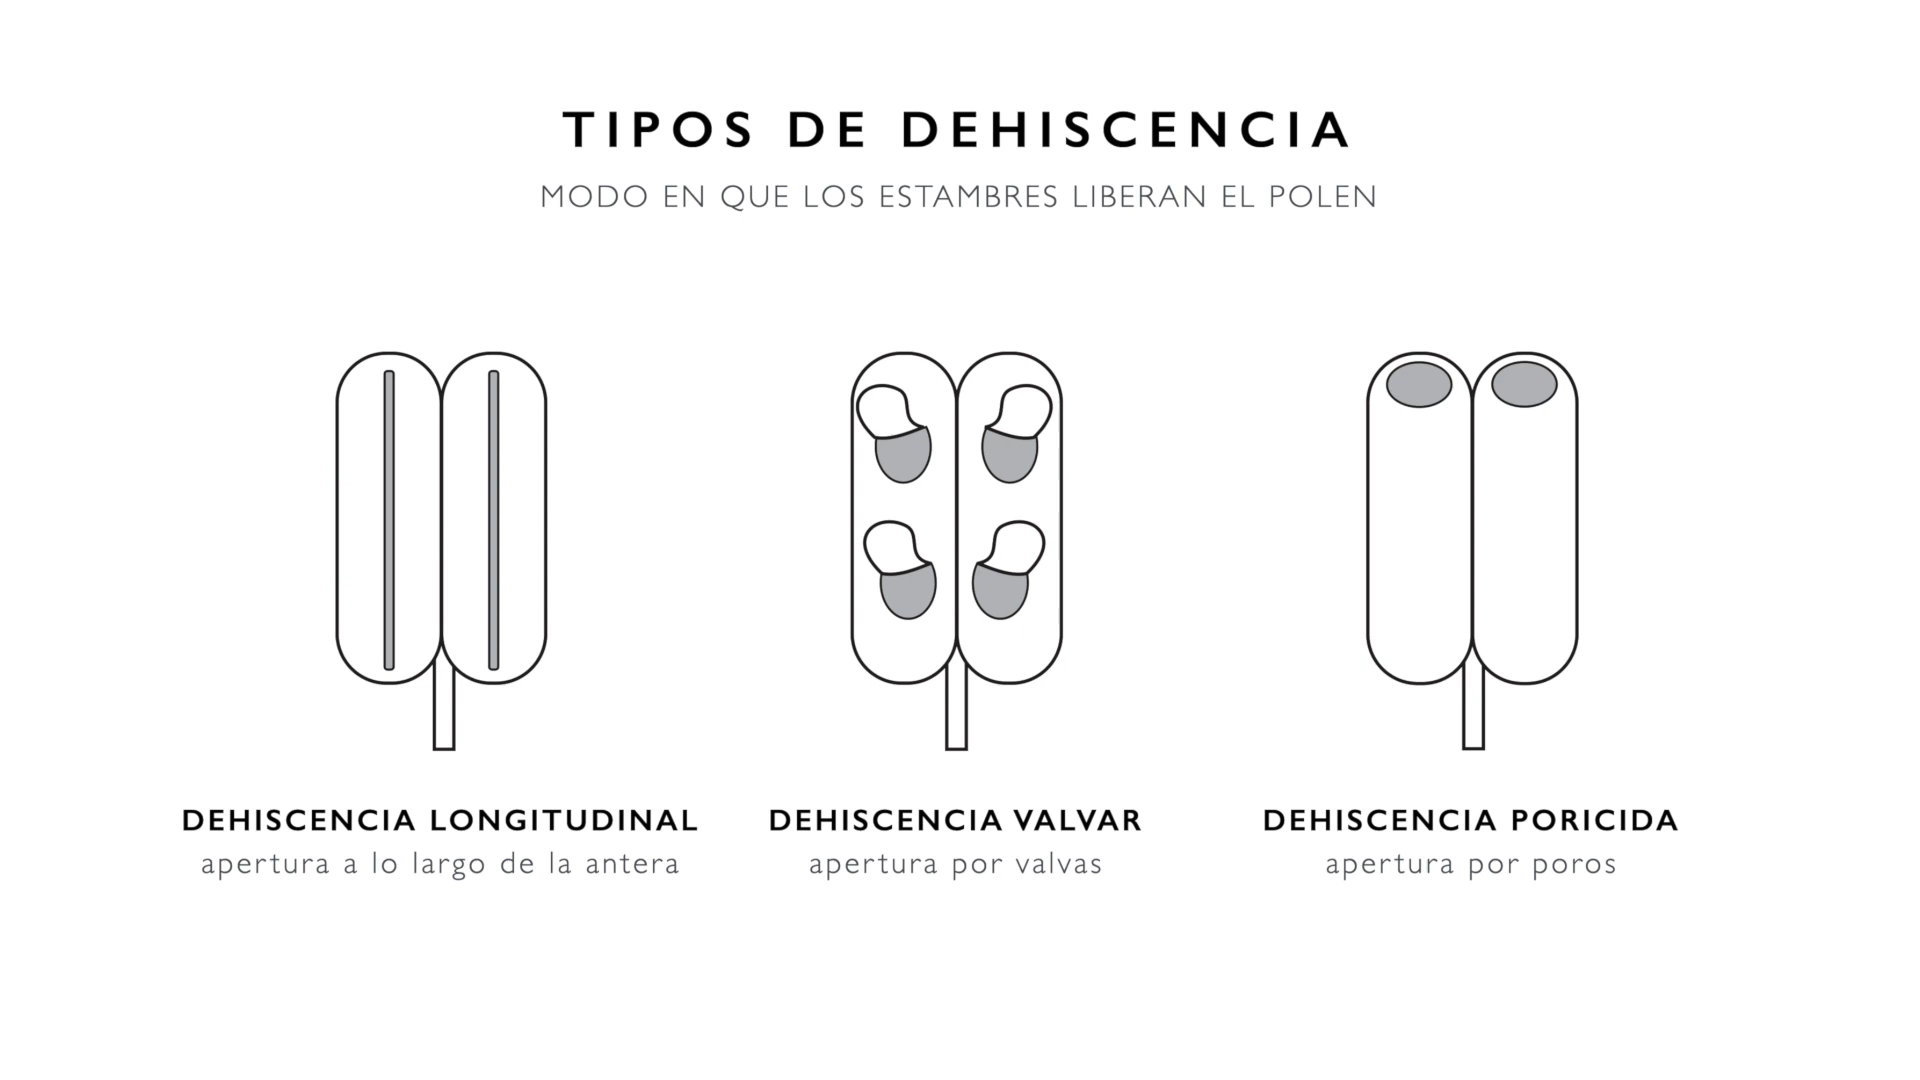 TIPOS DE DEHISCENCIA
MODO EN QUE LOS ESTAMBRES LIBERAN EL POLEN
DEHISCENCIA LONGITUDINAL
apertura a lo largo de la antera
DEHISCENCIA VALVAR
apertura por valvas
DEHISCENCIA PORICIDA
apertura por poros